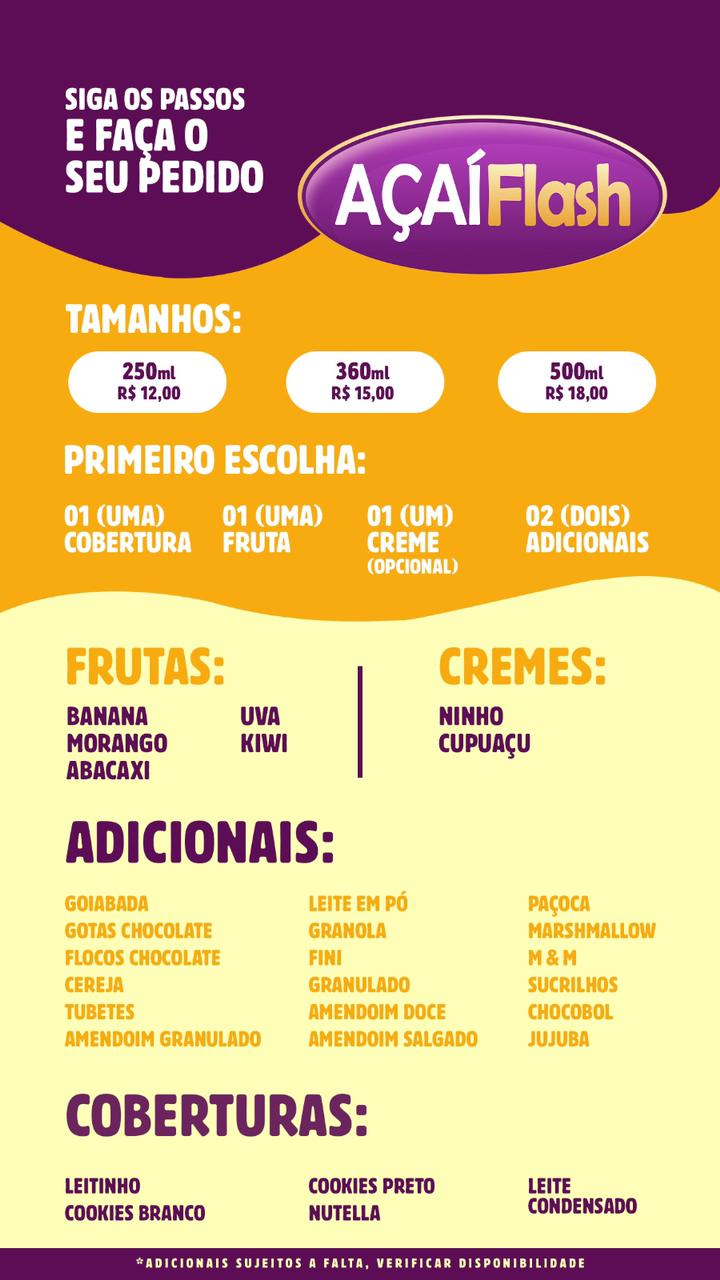 SIGA OS PASSOS
E FAÇA O
SEU PEDIDO
AÇAÍFlash
TAMANHOS:
250ml
R$ 12,00
360ml
R$ 15,00
500ml
R$ 18,00
PRIMEIRO ESCOLHA:
01 (UMA)
COBERTURA
01 (UMA)
FRUTA
01 (UM)
CREME
(OPCIONAL)
02 (DOIS)
ADICIONAIS
FRUTAS:
BANANA
MORANGO
ABACAXI
UVA
KIWI
CREMES:
NINHO
CUPUAÇU
ADICIONAIS:
GOIABADA
GOTAS CHOCOLATE
FLOCOS CHOCOLATE
CEREJA
TUBETES
AMENDOIM GRANULADO
LEITE EM PÓ
GRANOLA
FINI
GRANULADO
AMENDOIM DOCE
AMENDOIM SALGADO
PAÇOCA
MARSHMALLOW
M & M
SUCRILHOS
CHOCOBOL
JUJUBA
COBERTURAS:
LEITINHO
COOKIES BRANCO
COOKIES PRETO
NUTELLA
LEITE
CONDENSADO
*ADICIONAIS SUJEITOS A FALTA, VERIFICAR DISPONIBILIDADE